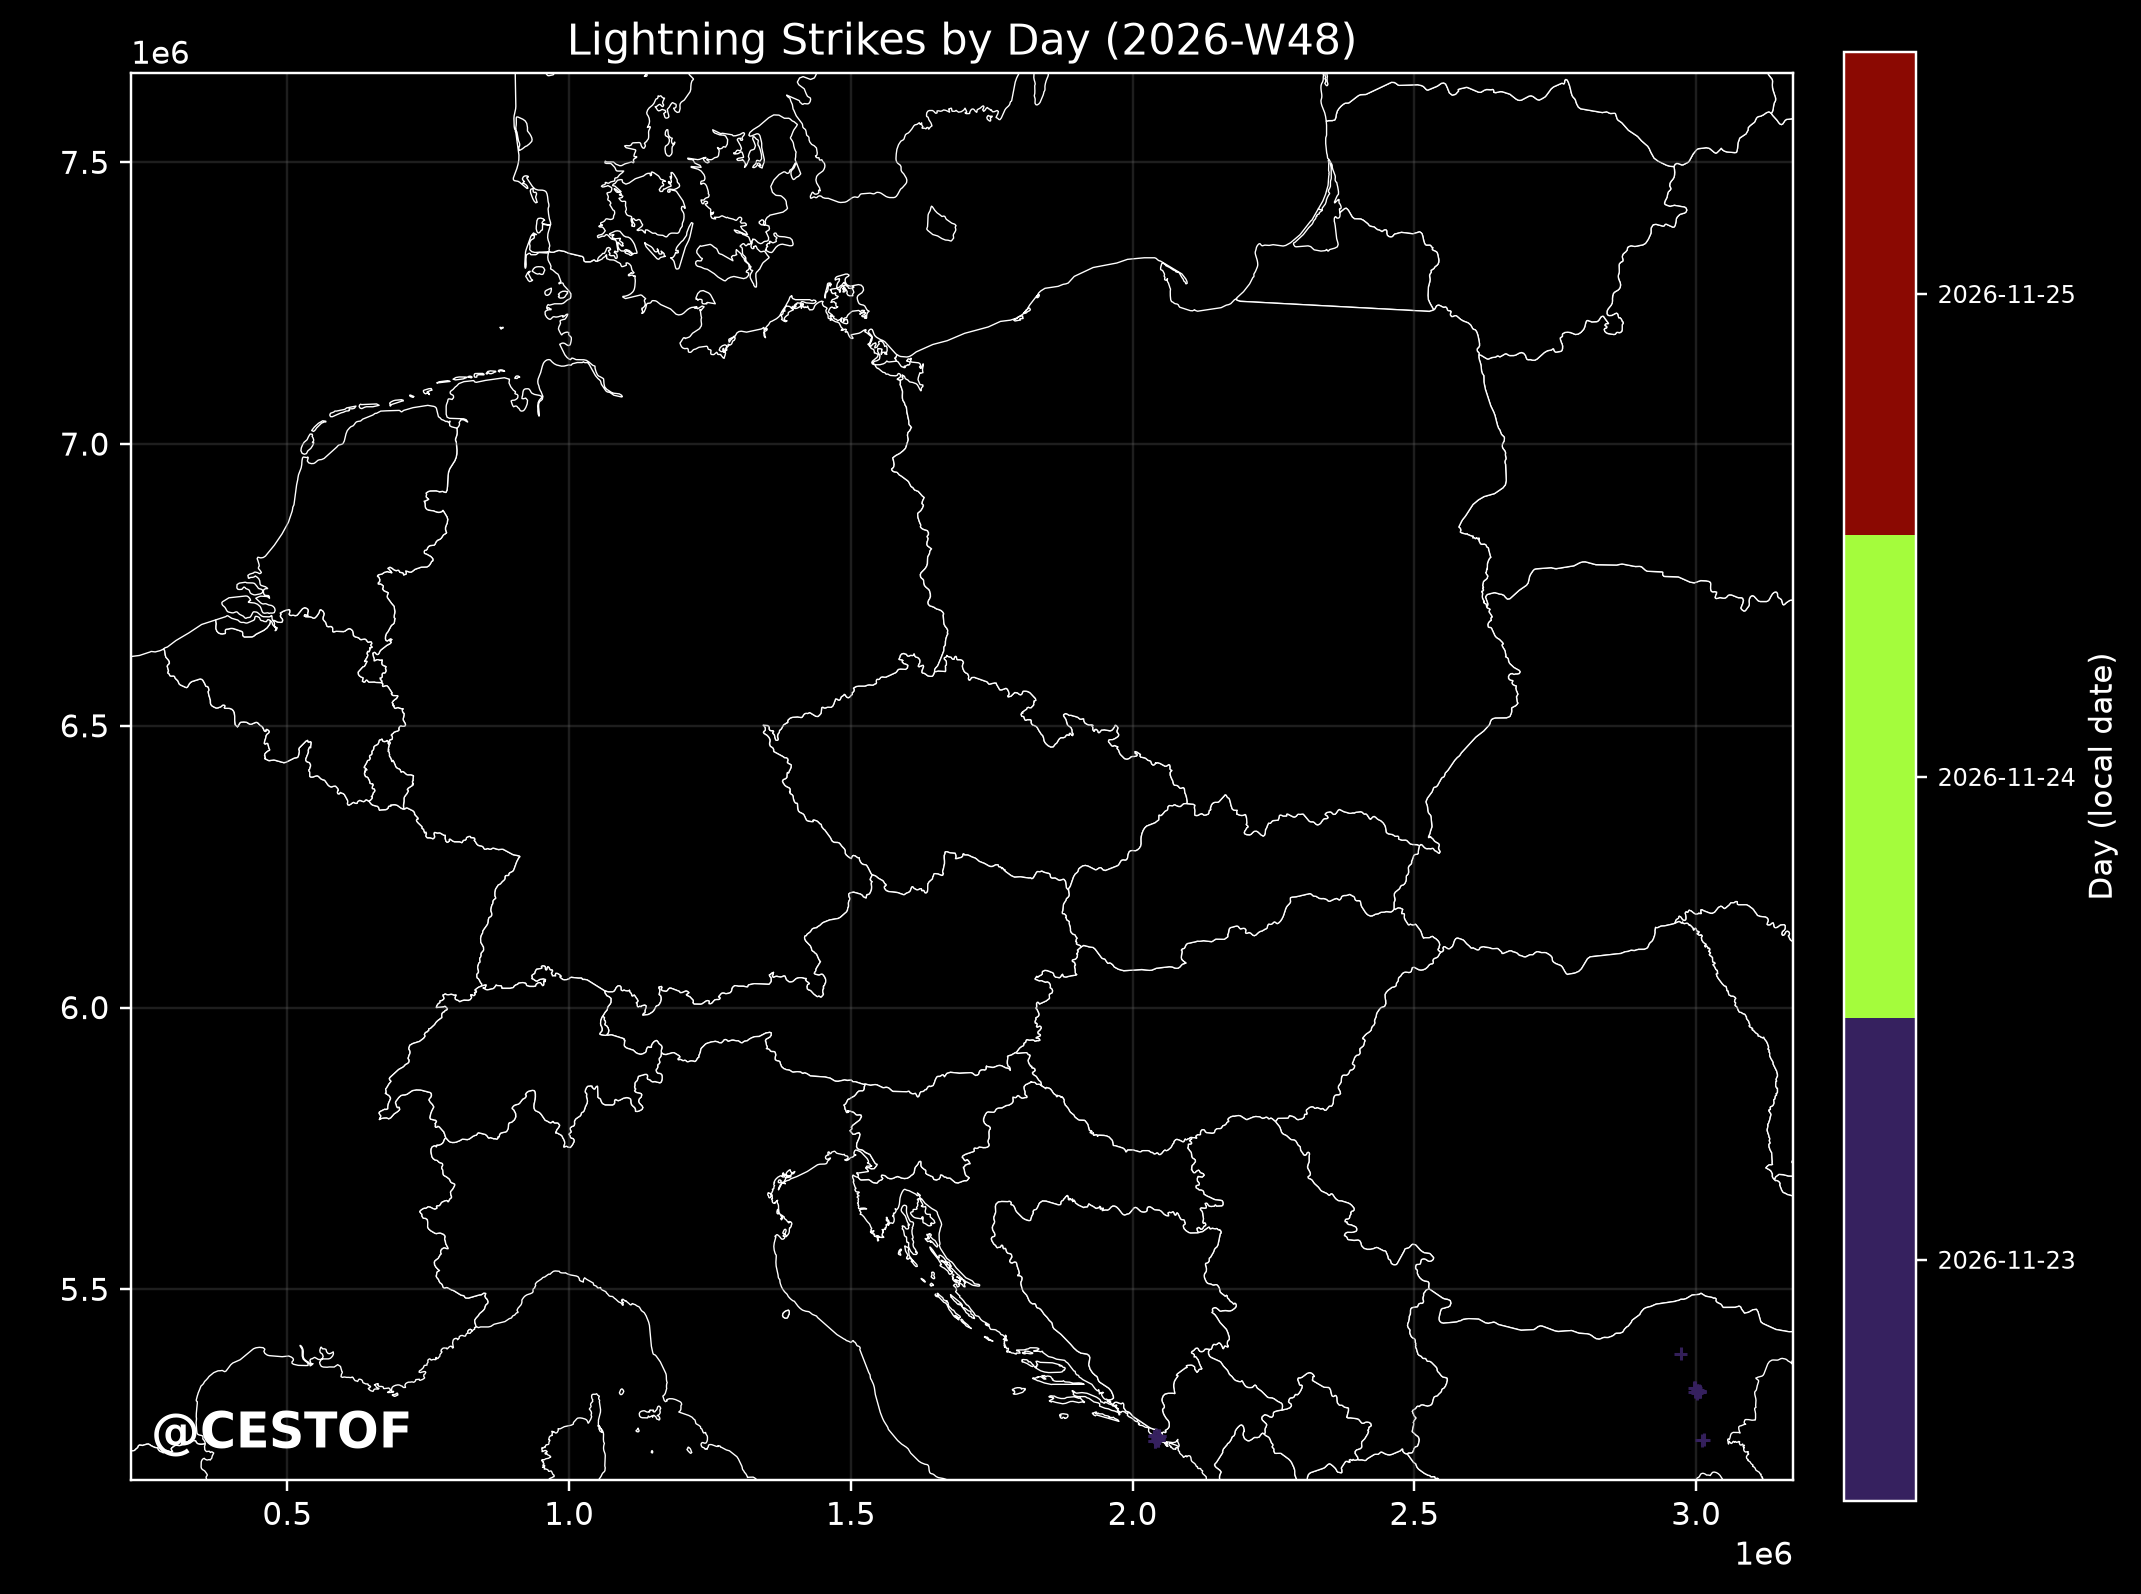 Lightning Strikes by Day (2026-W48)
1e6
7.5
7.0
6.5
6.0
5.5
0.5 1.0 1.5 2.0 2.5 3.0
1e6
@CESTOF
2026-11-25
2026-11-24
2026-11-23
Day (local date)